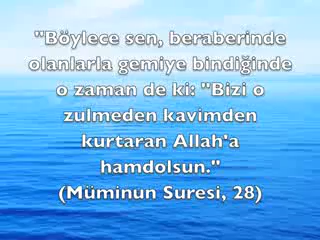 "Böylece sen, beraberinde
olanlarla gemiye bindiğinde
o zaman de ki: "Bizi o
zulmeden kavimden
kurtaran Allah'a
hamdolsun."
(Müminun Suresi, 28)